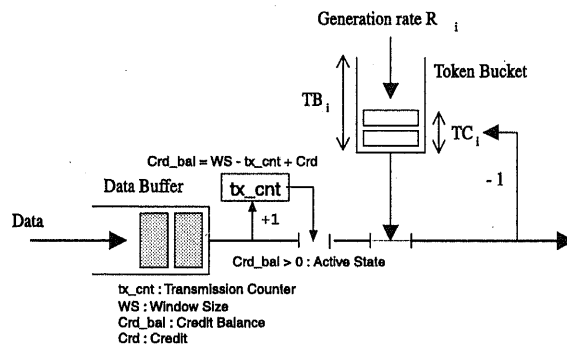 Generation rate R i
Token Bucket
TB i
TC i
Crd_bal = WS - tx_cnt + Crd
- 1
Data Buffer
tx_cnt
Data
+1
Crd_bal > 0 : Active State
tx_cnt : Transmission Counter
WS : Window Size
Crd_bal : Credit Balance
Crd : Credit